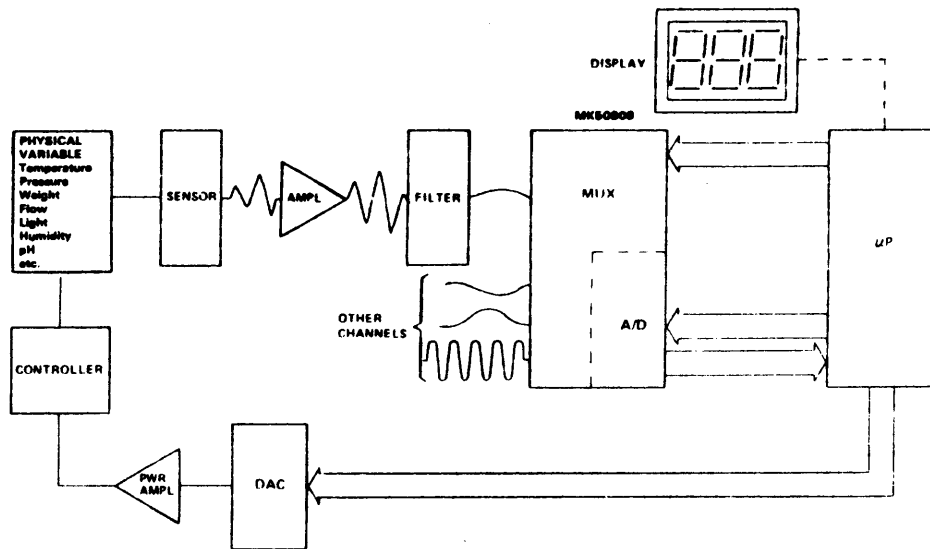 DISPLAY
MK50808
PHYSICAL
VARIABLE
Temperature
Pressure
Weight
Flow
Light
Humidity
pH
etc.
SENSOR
AMPL
FILTER
MUX
μP
OTHER
CHANNELS
A/D
CONTROLLER
PWR
AMPL
DAC